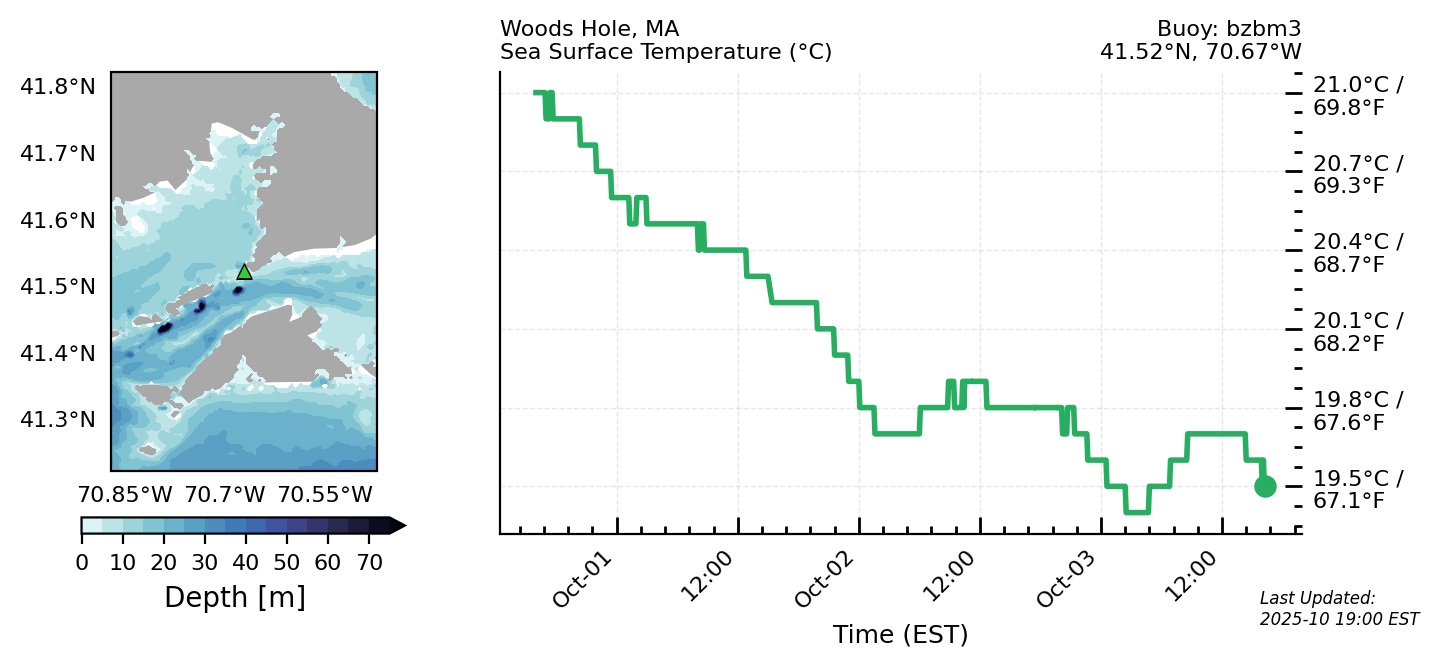 Woods Hole, MA
Sea Surface Temperature (°C)
Buoy: bzbm3
41.52°N, 70.67°W
41.8°N
41.7°N
41.6°N
41.5°N
41.4°N
41.3°N
70.85°W 70.7°W 70.55°W
0 10 20 30 40 50 60 70
Depth [m]
21.0°C /
69.8°F
20.7°C /
69.3°F
20.4°C /
68.7°F
20.1°C /
68.2°F
19.8°C /
67.6°F
19.5°C /
67.1°F
Oct-01 12:00 Oct-02 12:00 Oct-03 12:00
Time (EST)
Last Updated:
2025-10 19:00 EST